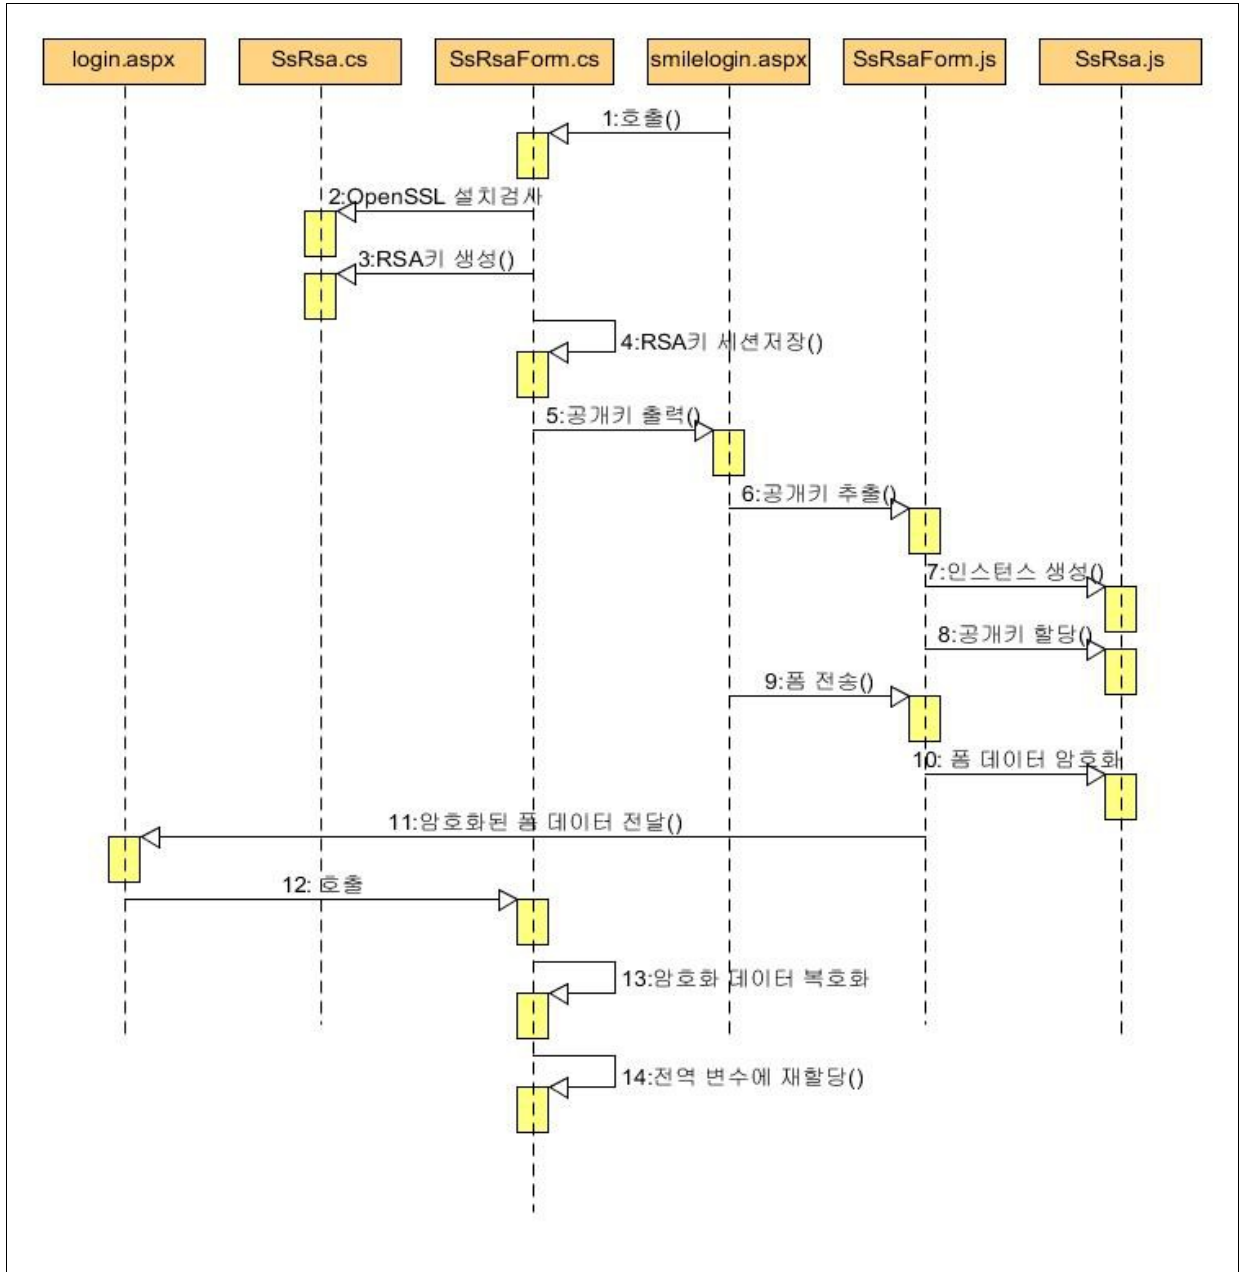 login.aspx
SsRsa.cs
SsRsaForm.cs
smilelogin.aspx
SsRsaForm.js
SsRsa.js
1:호출()
2:OpenSSL 설치검사
3:RSA키 생성()
4:RSA키 세션저장()
5:공개키 출력()
6:공개키 추출()
7:인스턴스 생성()
8:공개키 할당()
9:폼 전송()
10: 폼 데이터 암호화
11:암호화된 폼 데이터 전달()
12: 호출
13:암호화 데이터 복호화
14:전역 변수에 재할당()